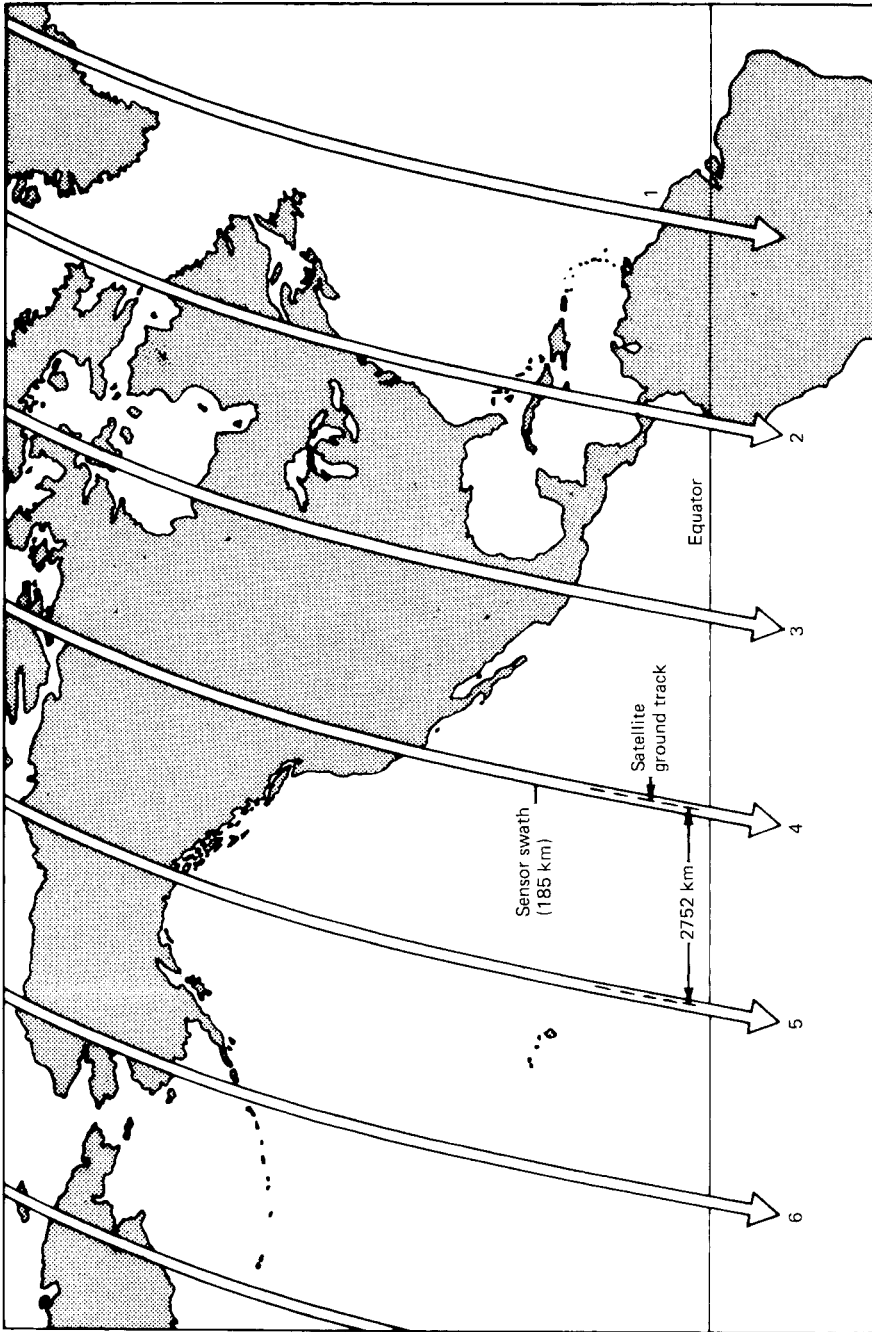 1
2
Equator
3
Satellite
ground track
Sensor swath
(185 km)
4
2752 km
5
6